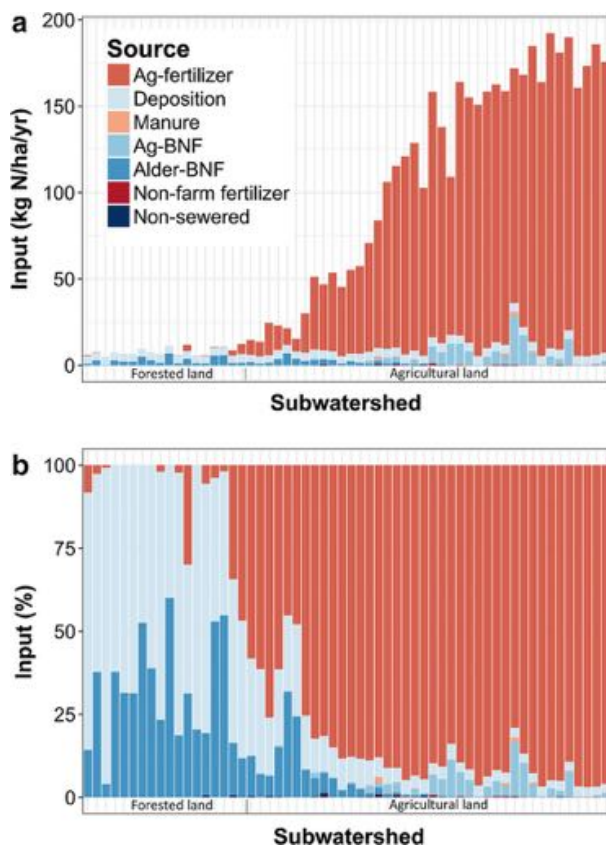 a
Input (kg N/ha/yr)
200
150
100
50
0
Source
Ag-fertilizer
Deposition
Manure
Ag-BNF
Alder-BNF
Non-farm fertilizer
Non-sewered
Forested land
Agricultural land
Subwatershed
b
Input (%)
100
75
50
25
0
Forested land
Agricultural land
Subwatershed